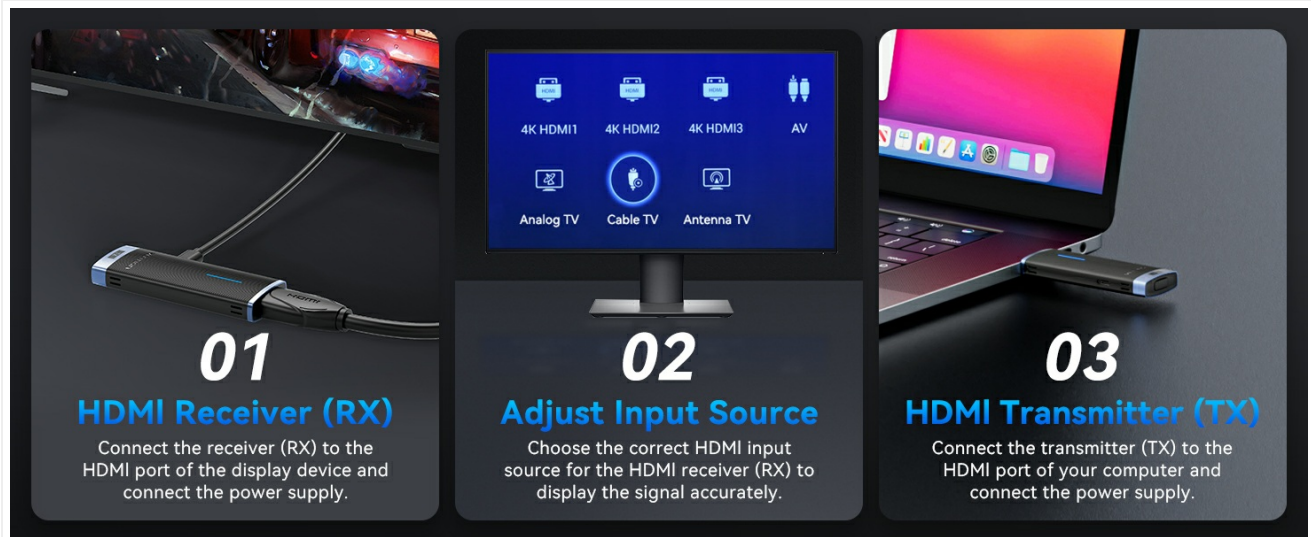 HDMI
4K HDMI1
4K HDMI2
4K HDMI3
AV
Analog TV
Cable TV
Antenna TV
01
HDMI Receiver (RX)
Connect the receiver (RX) to the
HDMI port of the display device and
connect the power supply.
02
Adjust Input Source
Choose the correct HDMI input
source for the HDMI receiver (RX) to
display the signal accurately.
03
HDMI Transmitter (TX)
Connect the transmitter (TX) to the
HDMI port of your computer and
connect the power supply.